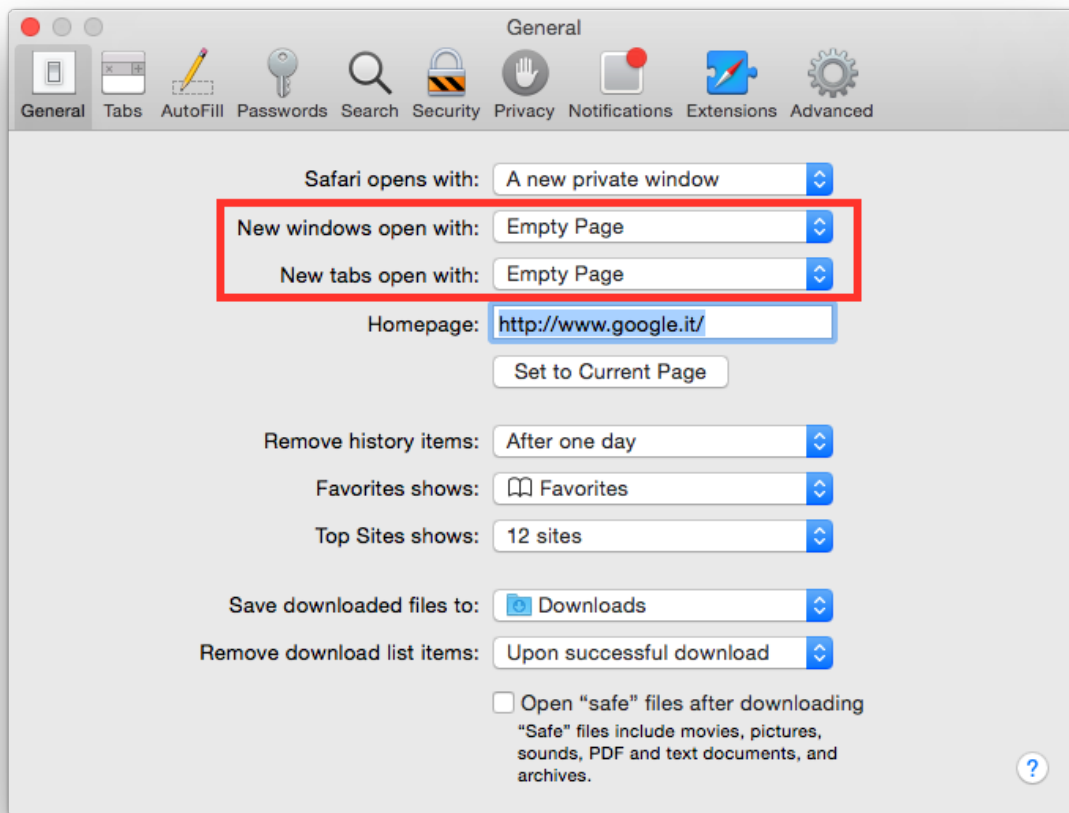 General
General Tabs AutoFill Passwords Search Security Privacy Notifications Extensions Advanced
Safari opens with: A new private window
New windows open with: Empty Page
New tabs open with: Empty Page
Homepage: http://www.google.it/
Set to Current Page
Remove history items: After one day
Favorites shows: Favorites
Top Sites shows: 12 sites
Save downloaded files to: Downloads
Remove download list items: Upon successful download
Open “safe” files after downloading
“Safe” files include movies, pictures,
sounds, PDF and text documents, and
archives.
?